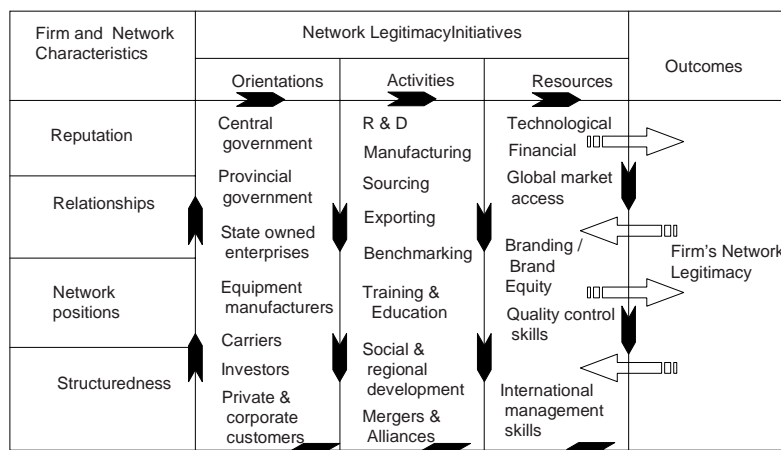 Firm and Network
Characteristics
Network LegitimacyInitiatives
Outcomes
Orientations
Activities
Resources
Reputation
Relationships
Network
positions
Structuredness
Central
government
Provincial
government
State owned
enterprises
Equipment
manufacturers
Carriers
Investors
Private &
corporate
customers
R & D
Manufacturing
Sourcing
Exporting
Benchmarking
Training &
Education
Social &
regional
development
Mergers &
Alliances
Technological
Financial
Global market
access
Branding /
Brand
Equity
Quality control
skills
International
management
skills
Firm's Network
Legitimacy